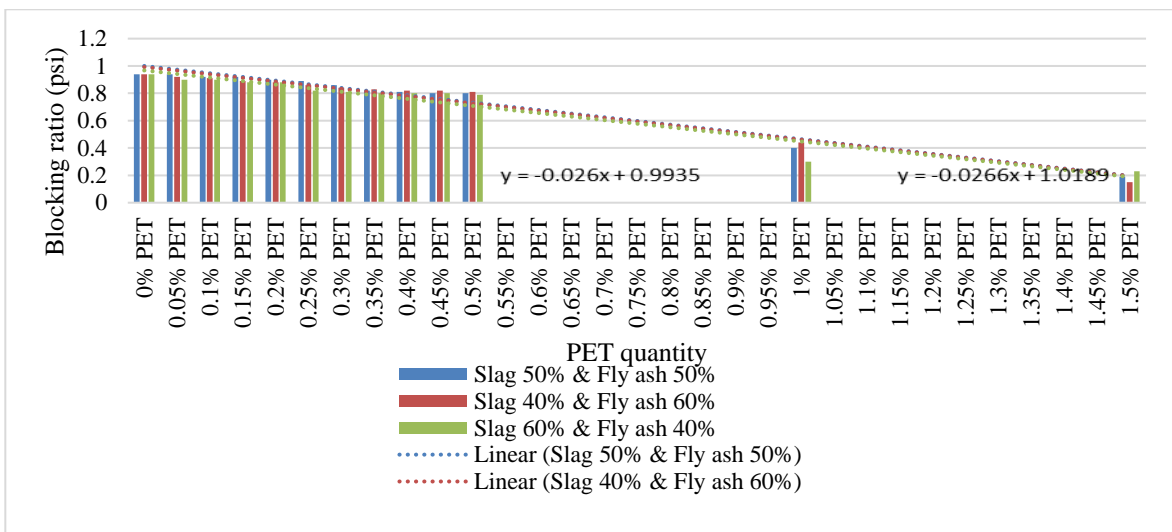 Blocking ratio (psi)
1.2
1
0.8
0.6
0.4
0.2
0
y = -0.026x + 0.9935
y = -0.0266x + 1.0189
0% PET
0.05% PET
0.1% PET
0.15% PET
0.2% PET
0.25% PET
0.3% PET
0.35% PET
0.4% PET
0.45% PET
0.5% PET
0.55% PET
0.6% PET
0.65% PET
0.7% PET
0.75% PET
0.8% PET
0.85% PET
0.9% PET
0.95% PET
1% PET
1.05% PET
1.1% PET
1.15% PET
1.2% PET
1.25% PET
1.3% PET
1.35% PET
1.4% PET
1.45% PET
1.5% PET
PET quantity
Slag 50% & Fly ash 50%
Slag 40% & Fly ash 60%
Slag 60% & Fly ash 40%
Linear (Slag 50% & Fly ash 50%)
Linear (Slag 40% & Fly ash 60%)